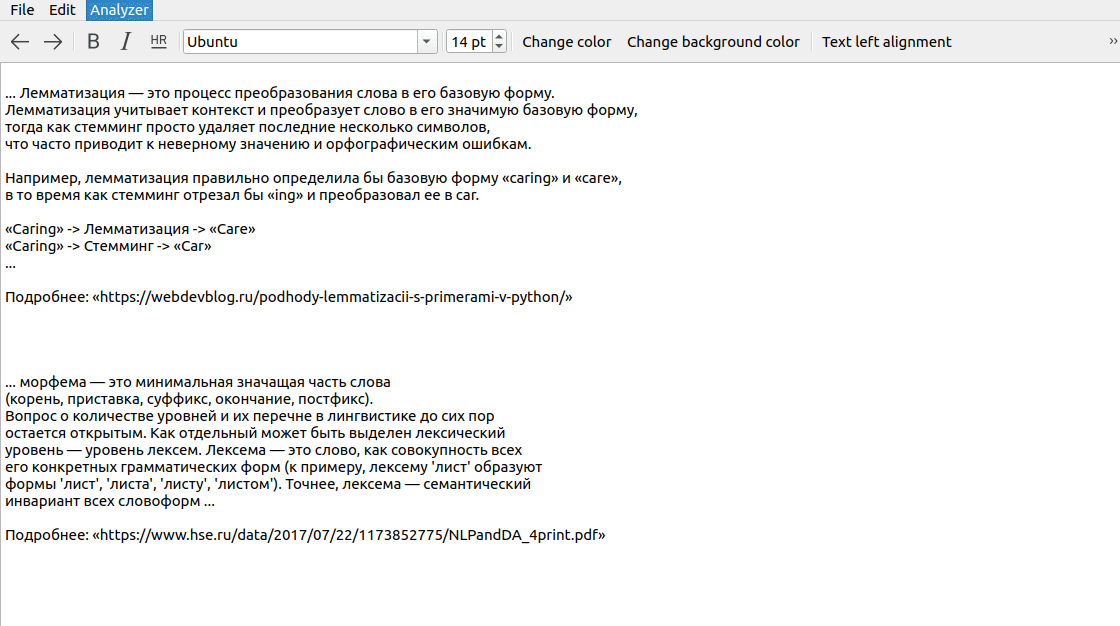 File Edit Analyzer
B I HR Ubuntu 14 pt Change color Change background color Text left alignment »
... Лемматизация — это процесс преобразования слова в его базовую форму.
Лемматизация учитывает контекст и преобразует слово в его значимую базовую форму,
тогда как стемминг просто удаляет последние несколько символов,
что часто приводит к неверному значению и орфографическим ошибкам.
Например, лемматизация правильно определила бы базовую форму «caring» и «care»,
в то время как стемминг отрезал бы «ing» и преобразовал ее в car.
«Caring» -> Лемматизация -> «Care»
«Caring» -> Стемминг -> «Car»
...
Подробнее: «https://webdevblog.ru/podhody-lemmatizacii-s-primerami-v-python/»
... морфема — это минимальная значащая часть слова
(корень, приставка, суффикс, окончание, постфикс).
Вопрос о количестве уровней и их перечне в лингвистике до сих пор
остается открытым. Как отдельный может быть выделен лексический
уровень — уровень лексем. Лексема — это слово, как совокупность всех
его конкретных грамматических форм (к примеру, лексему 'лист' образуют
формы 'лист', 'листа', 'листу', 'листом'). Точнее, лексема — семантический
инвариант всех словоформ ...
Подробнее: «https://www.hse.ru/data/2017/07/22/1173852775/NLPandDA_4print.pdf»